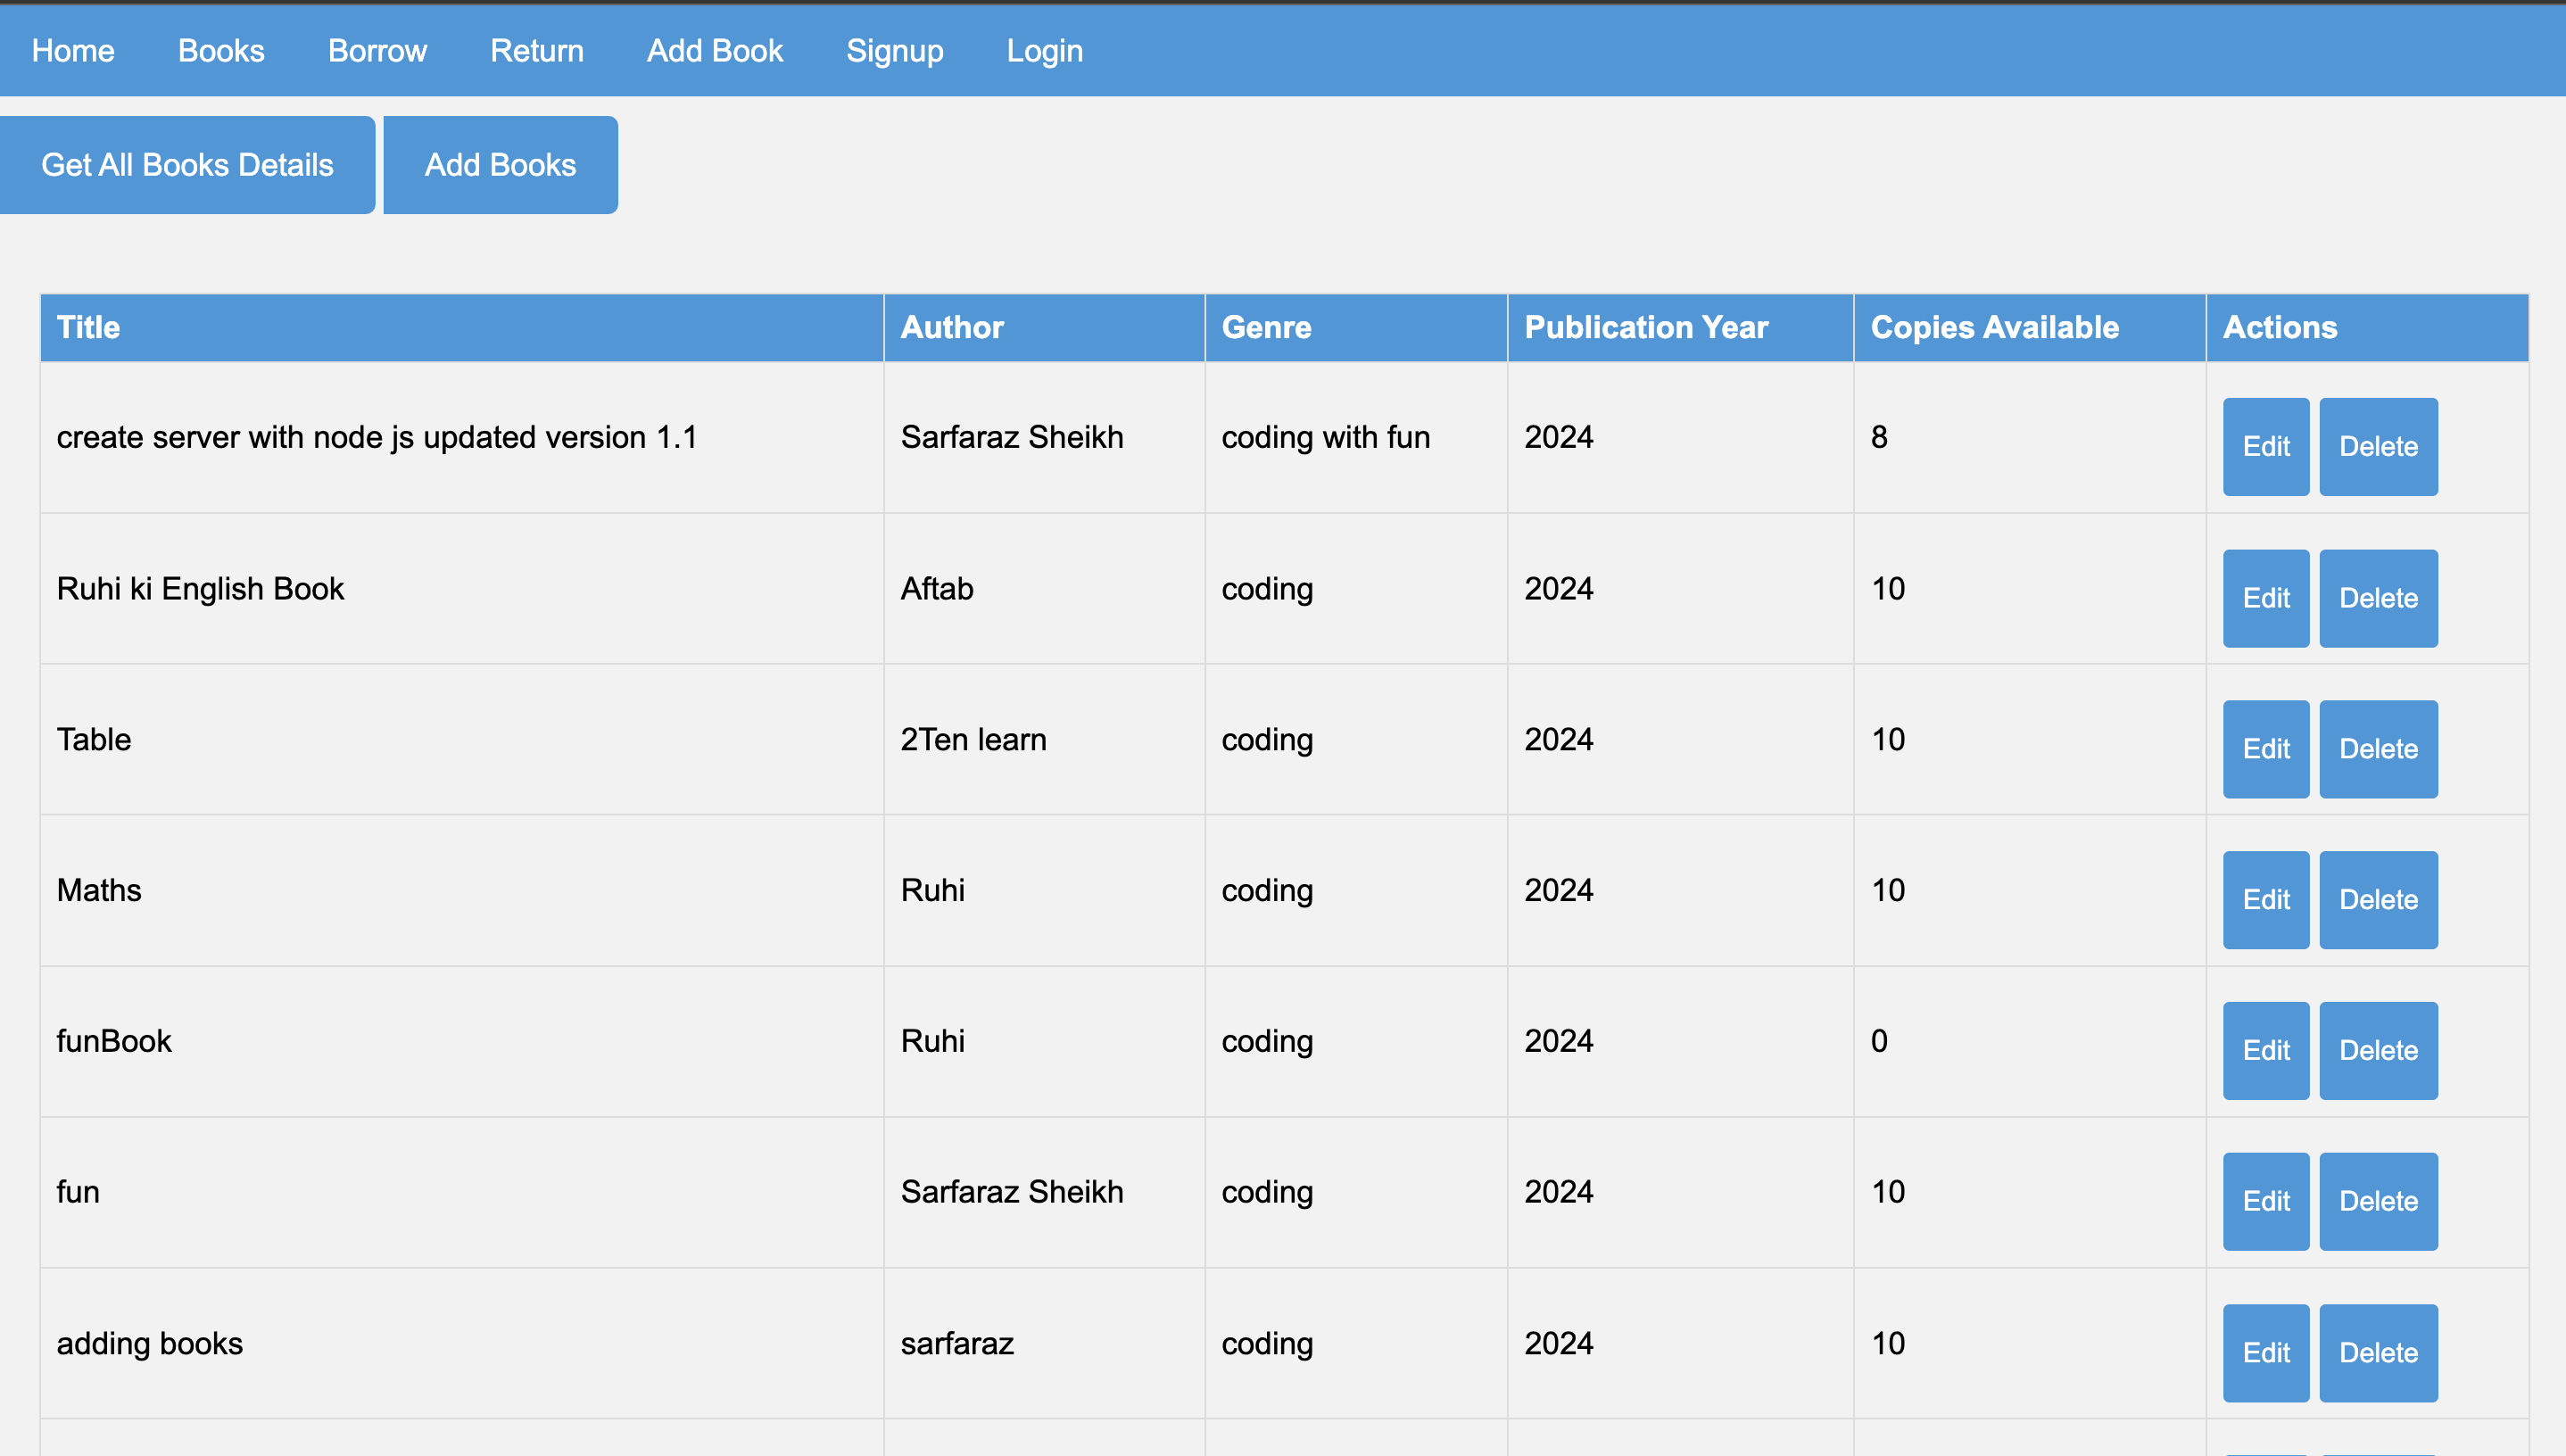 Home Books Borrow Return Add Book Signup Login
Get All Books Details Add Books
Title Author Genre Publication Year Copies Available Actions
create server with node js updated version 1.1 Sarfaraz Sheikh coding with fun 2024 8 Edit Delete
Ruhi ki English Book Aftab coding 2024 10 Edit Delete
Table 2Ten learn coding 2024 10 Edit Delete
Maths Ruhi coding 2024 10 Edit Delete
funBook Ruhi coding 2024 0 Edit Delete
fun Sarfaraz Sheikh coding 2024 10 Edit Delete
adding books sarfaraz coding 2024 10 Edit Delete